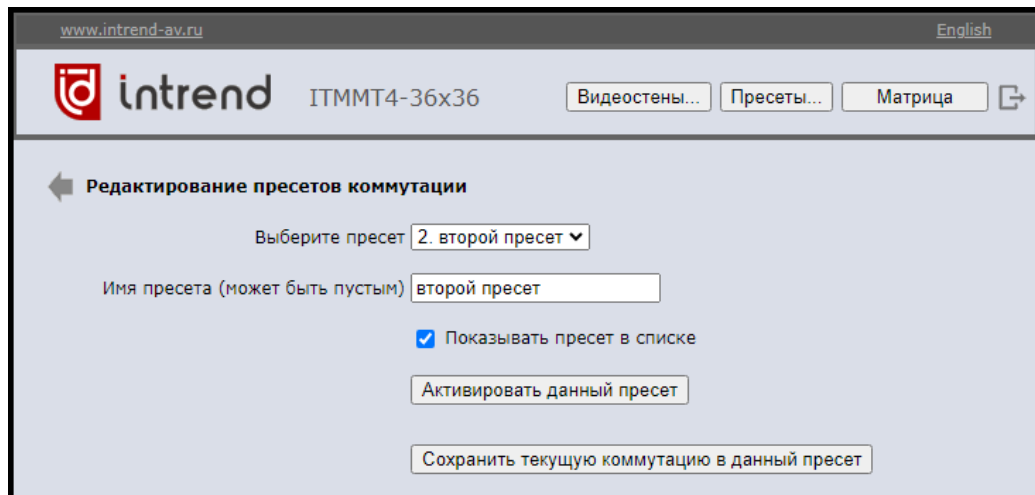 www.intrend-av.ru English
intrend ITMMT4-36x36 Видеостены... Пресеты... Матрица
Редактирование пресетов коммутации
Выберите пресет 2. второй пресет
Имя пресета (может быть пустым) второй пресет
Показывать пресет в списке
Активировать данный пресет
Сохранить текущую коммутацию в данный пресет